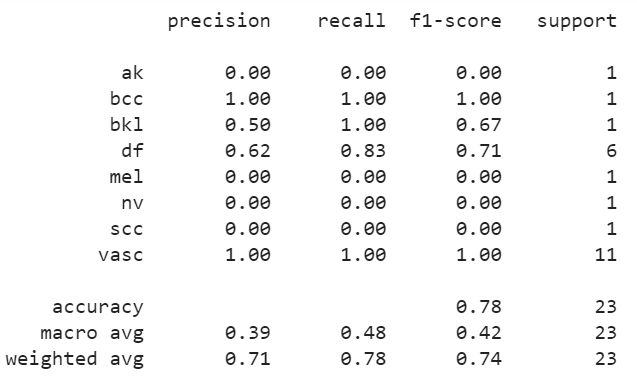 precision recall f1-score support
ak 0.00 0.00 0.00 1
bcc 1.00 1.00 1.00 1
bkl 0.50 1.00 0.67 1
df 0.62 0.83 0.71 6
mel 0.00 0.00 0.00 1
nv 0.00 0.00 0.00 1
scc 0.00 0.00 0.00 1
vasc 1.00 1.00 1.00 11
accuracy 0.78 23
macro avg 0.39 0.48 0.42 23
weighted avg 0.71 0.78 0.74 23